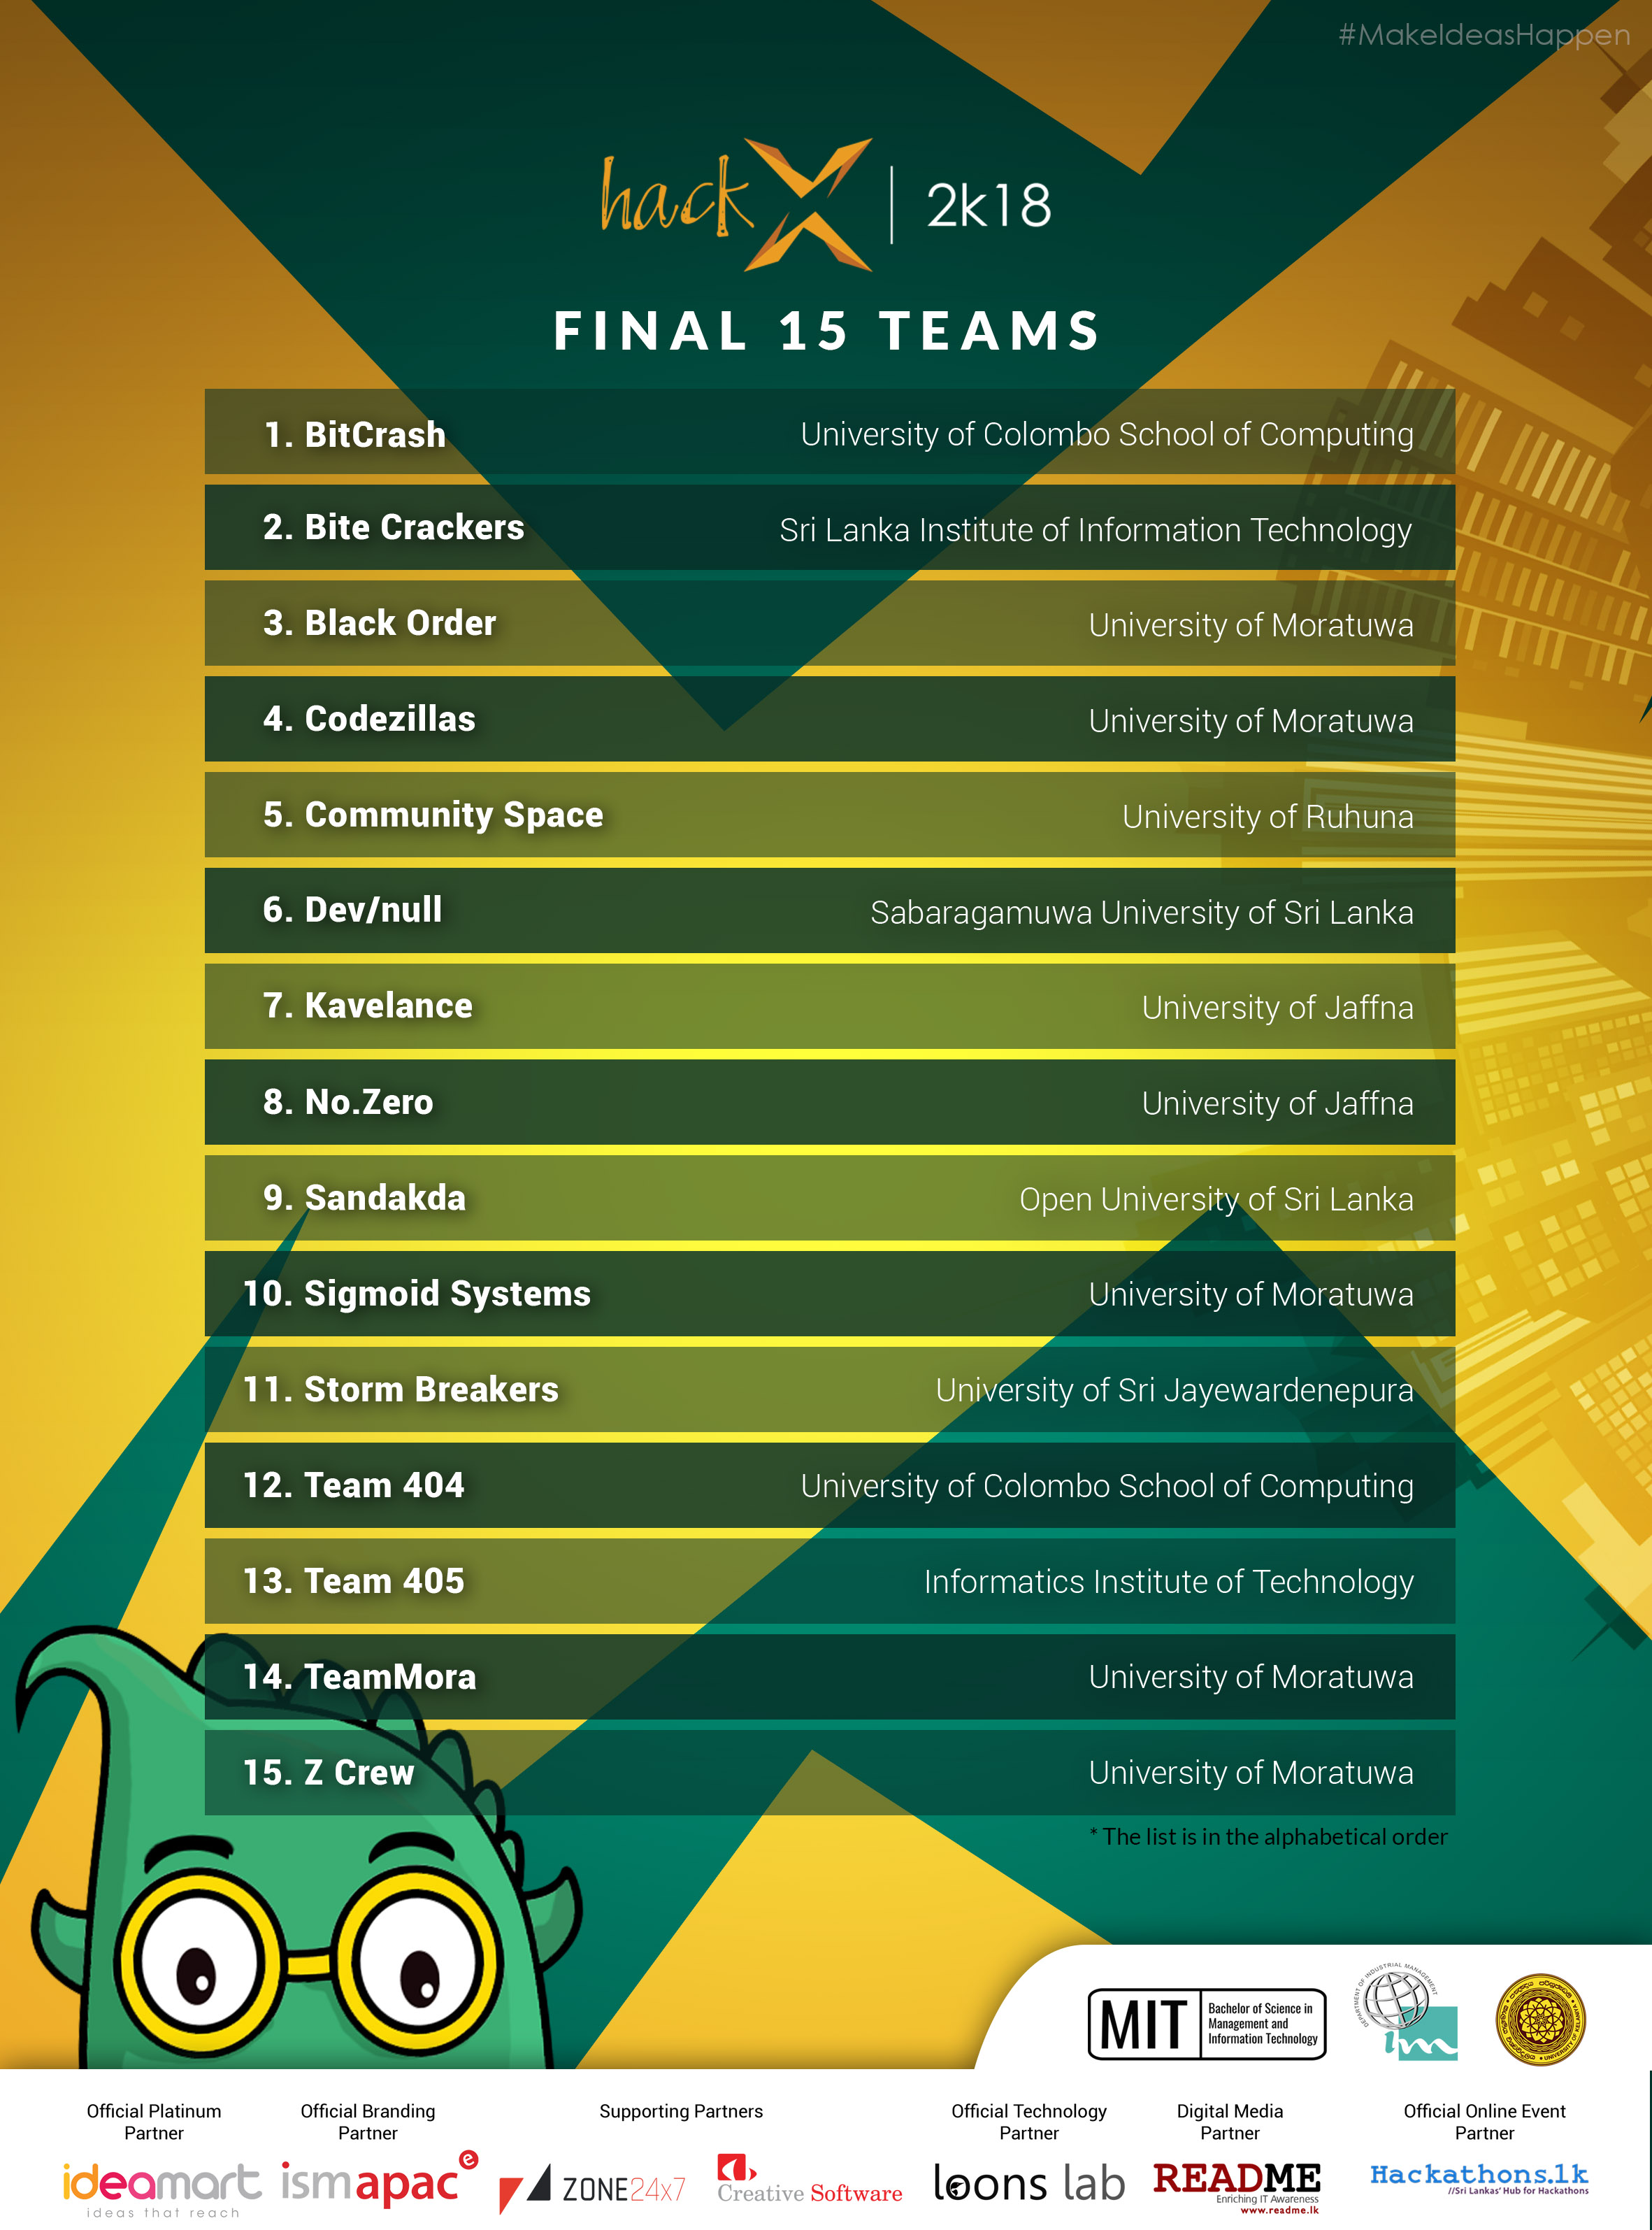 #MakeIdeasHappen
hackX | 2k18
FINAL 15 TEAMS
1. BitCrash University of Colombo School of Computing
2. Bite Crackers Sri Lanka Institute of Information Technology
3. Black Order University of Moratuwa
4. Codezillas University of Moratuwa
5. Community Space University of Ruhuna
6. Dev/null Sabaragamuwa University of Sri Lanka
7. Kavelance University of Jaffna
8. No.Zero University of Jaffna
9. Sandakda Open University of Sri Lanka
10. Sigmoid Systems University of Moratuwa
11. Storm Breakers University of Sri Jayewardenepura
12. Team 404 University of Colombo School of Computing
13. Team 405 Informatics Institute of Technology
14. TeamMora University of Moratuwa
15. Z Crew University of Moratuwa
* The list is in the alphabetical order
MIT
Bachelor of Science in
Management and
Information Technology
DEPARTMENT OF INDUSTRIAL MANAGEMENT
im
Official Platinum
Partner
ideamart
ideas that reach
Official Branding
Partner
ismapac e
Supporting Partners
ZONE24x7
Creative Software
Official Technology
Partner
loons lab
Digital Media
Partner
README
Enriching IT Awareness
www.readme.lk
Official Online Event
Partner
Hackathons.lk
//Sri Lankas' Hub for Hackathons